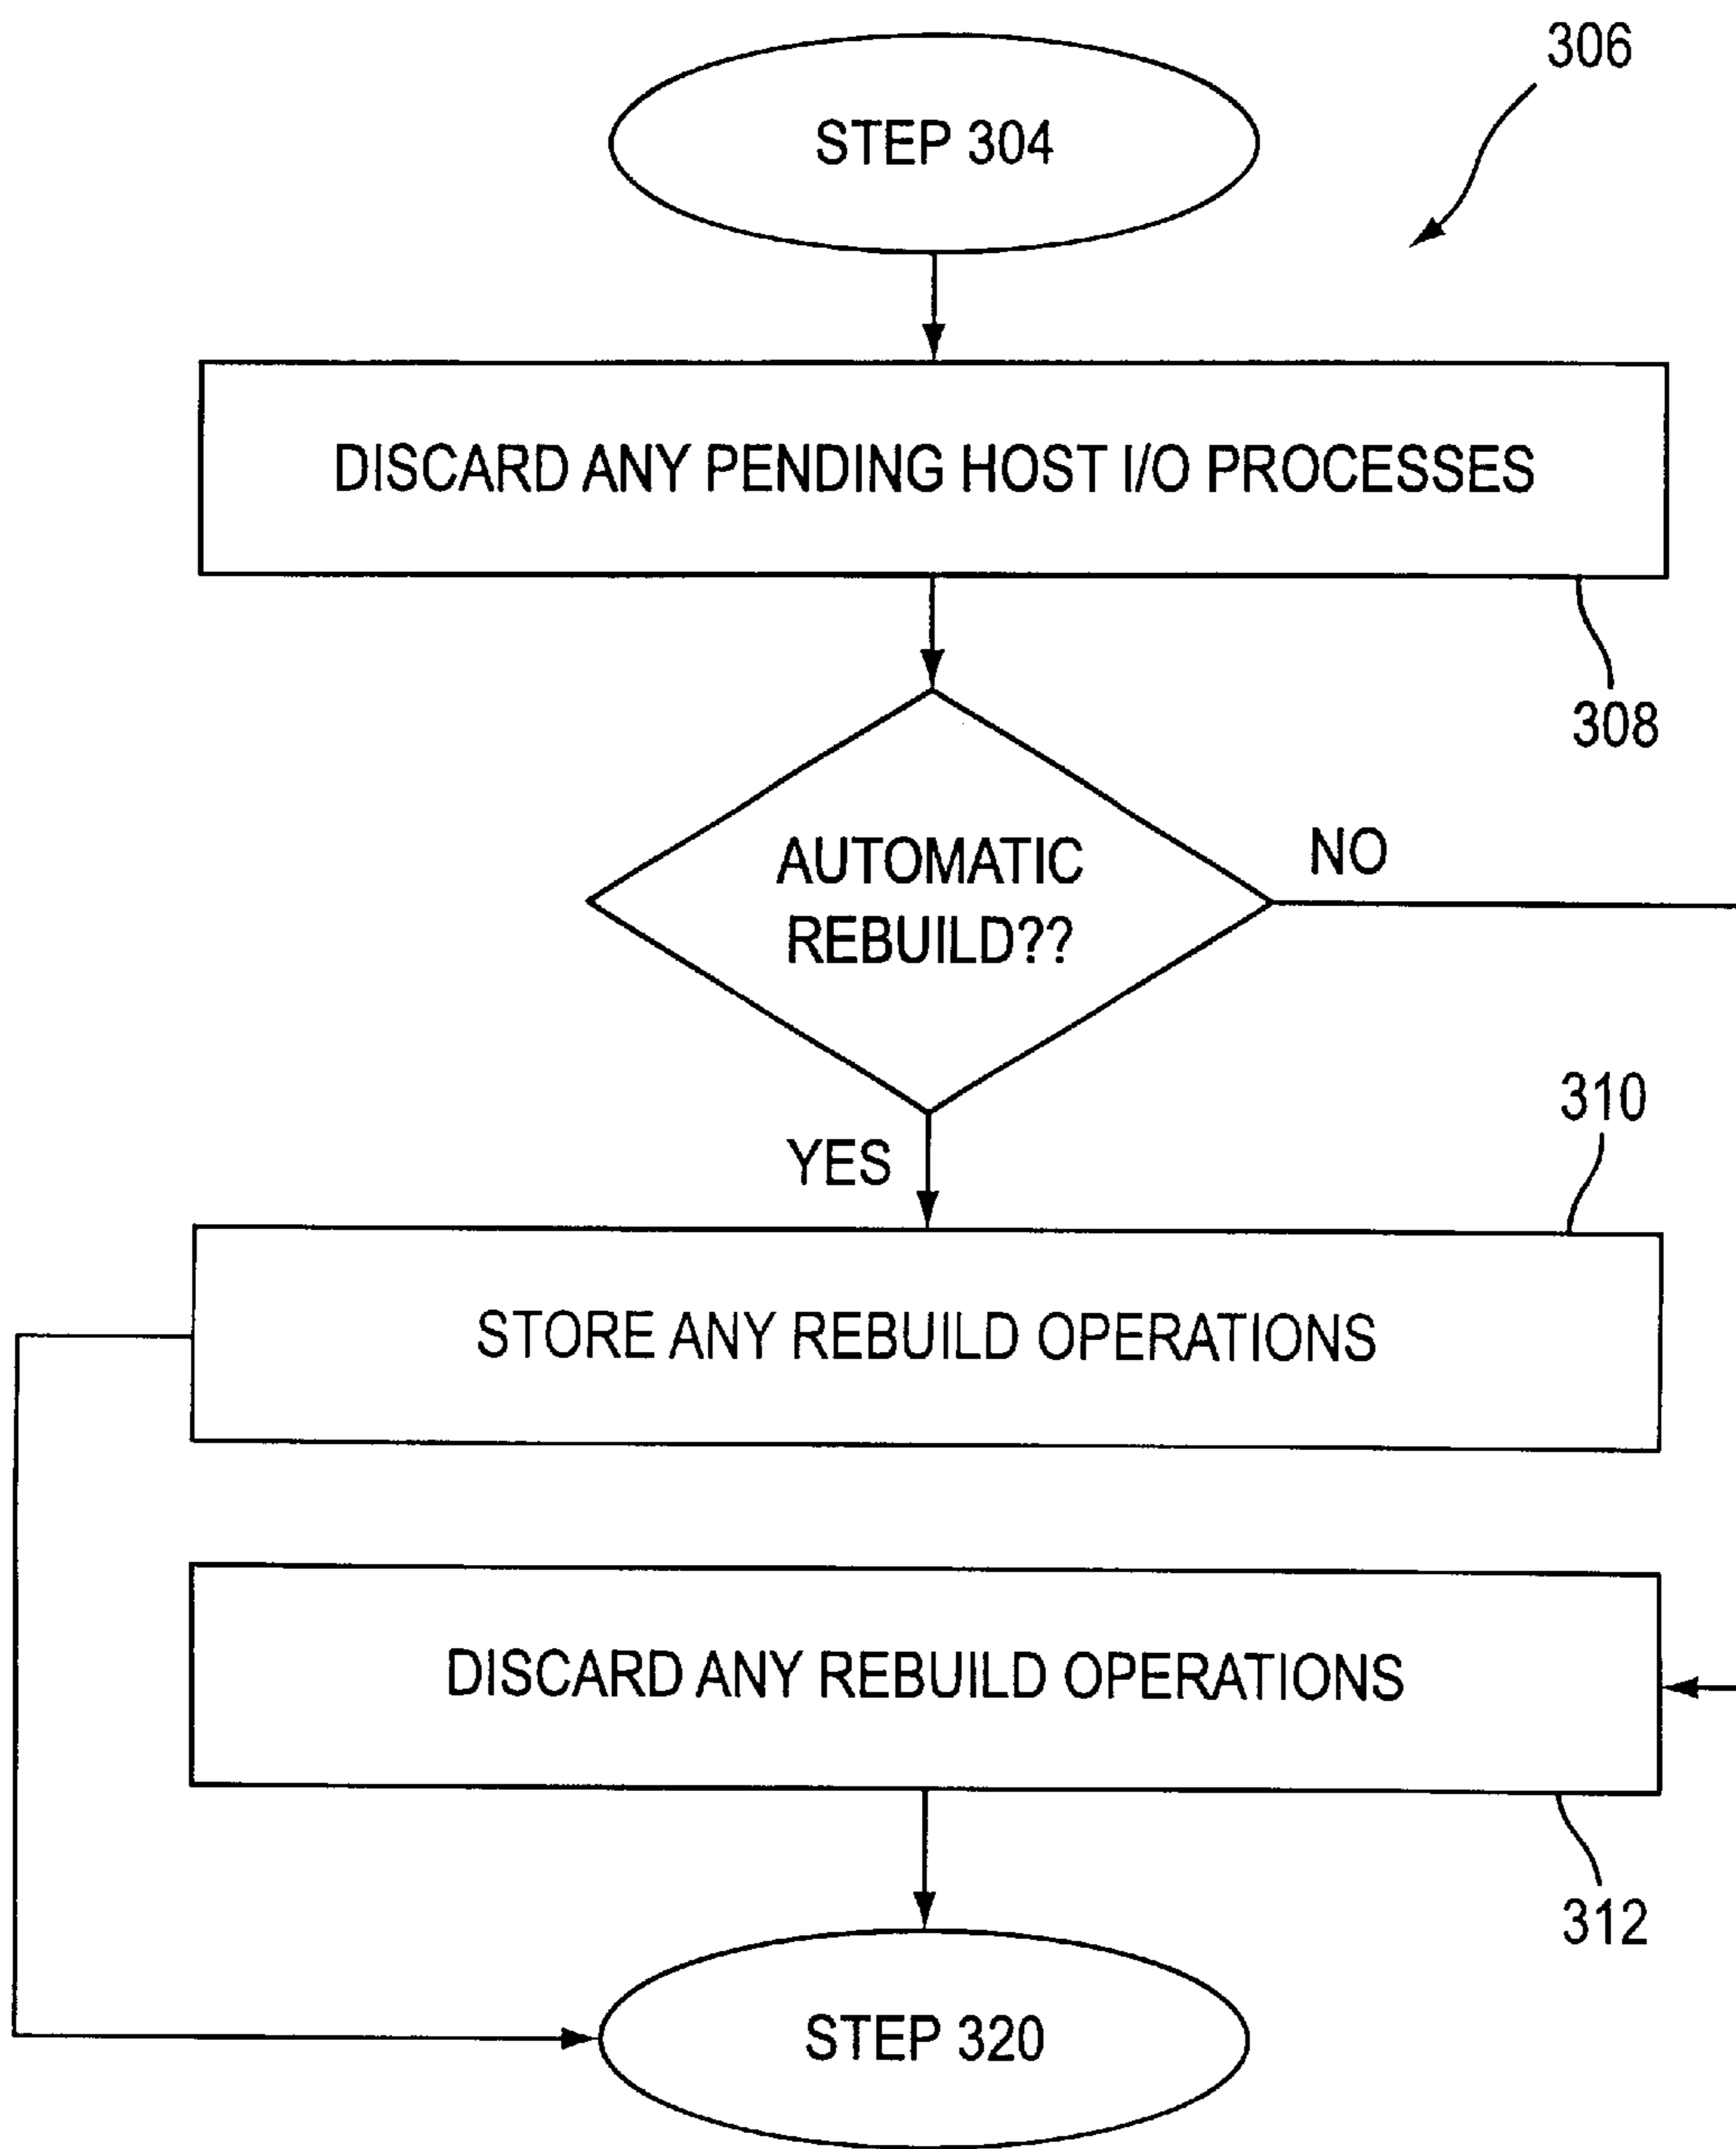 306
STEP 304
DISCARD ANY PENDING HOST I/O PROCESSES
308
AUTOMATIC
REBUILD??
NO
YES
310
STORE ANY REBUILD OPERATIONS
DISCARD ANY REBUILD OPERATIONS
312
STEP 320